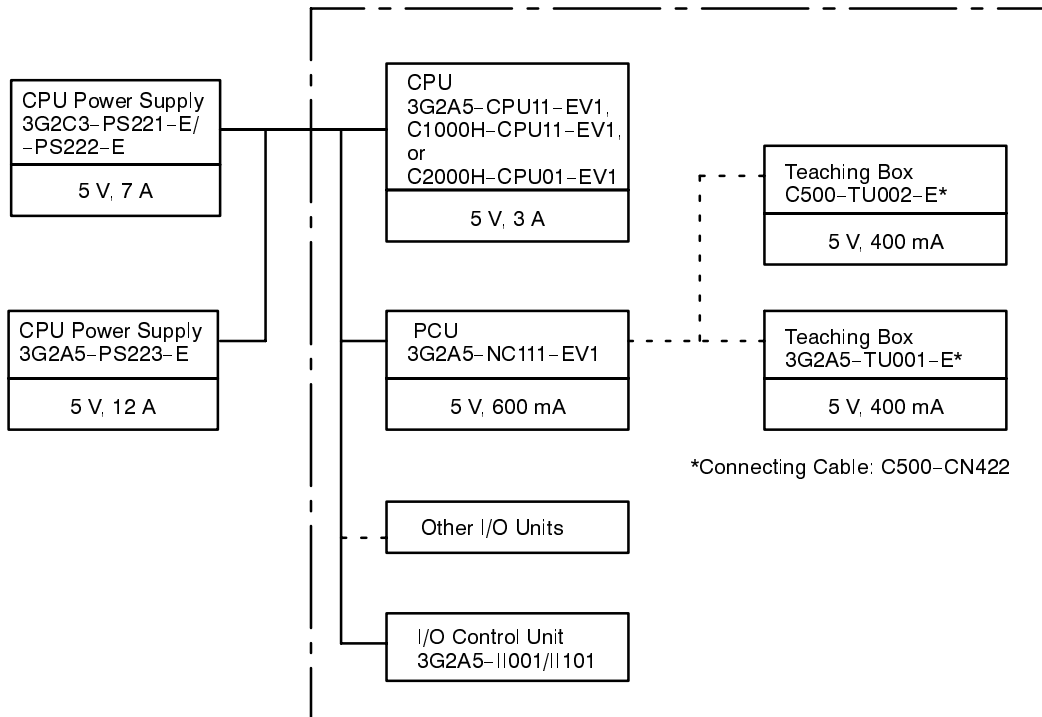 CPU Power Supply
3G2C3-PS221-E/
-PS222-E
5 V, 7 A
CPU Power Supply
3G2A5-PS223-E
5 V, 12 A
CPU
3G2A5-CPU11-EV1,
C1000H-CPU11-EV1,
or
C2000H-CPU01-EV1
5 V, 3 A
PCU
3G2A5-NC111-EV1
5 V, 600 mA
Other I/O Units
I/O Control Unit
3G2A5-II001/II101
Teaching Box
C500-TU002-E*
5 V, 400 mA
Teaching Box
3G2A5-TU001-E*
5 V, 400 mA
*Connecting Cable: C500-CN422